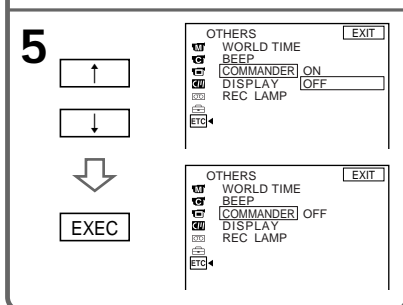 5
↑
↓
EXEC
OTHERS EXIT
WORLD TIME
BEEP
COMMANDER ON
DISPLAY OFF
REC LAMP
ETC
OTHERS EXIT
WORLD TIME
BEEP
COMMANDER OFF
DISPLAY
REC LAMP
ETC